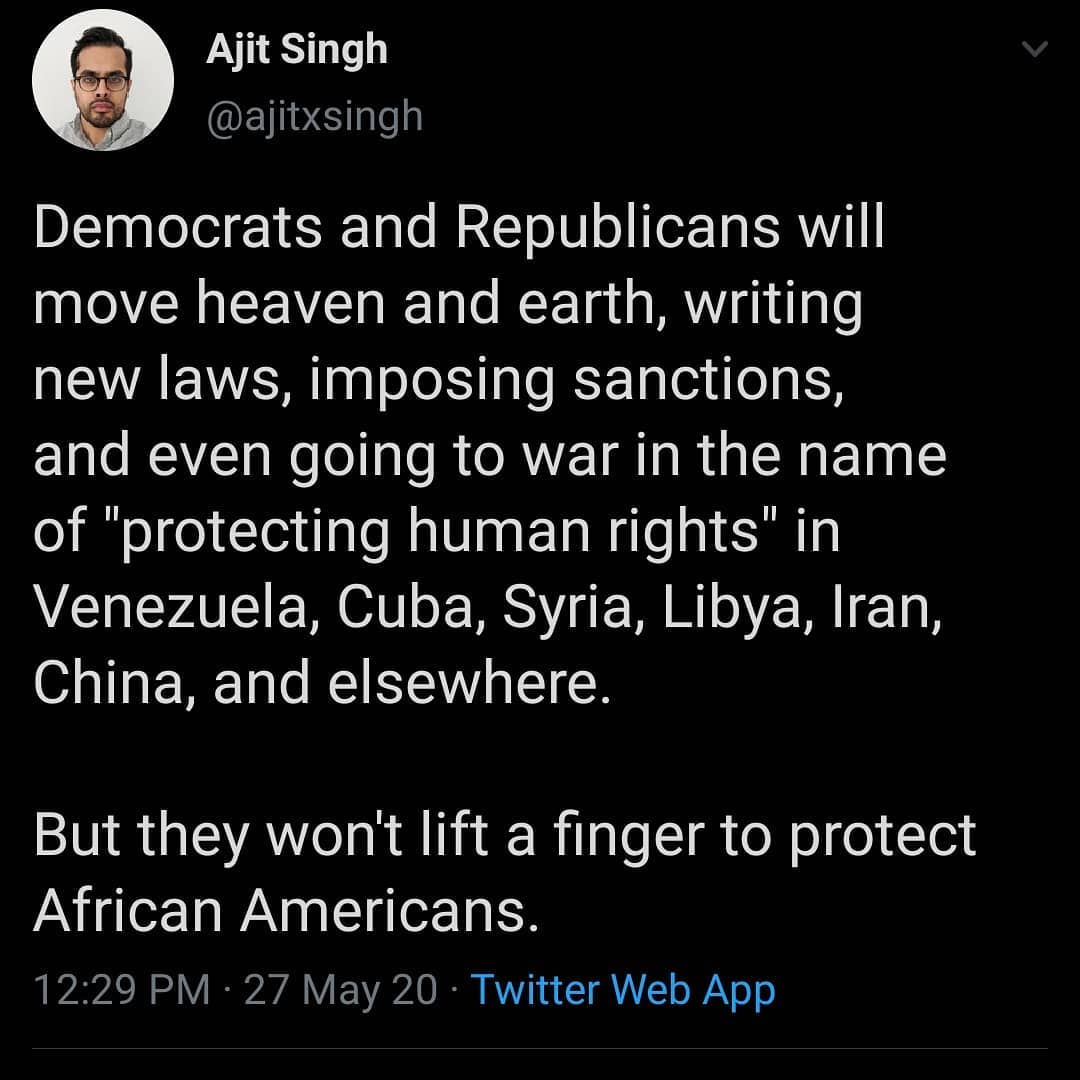 Ajit Singh
@ajitxsingh
Democrats and Republicans will
move heaven and earth, writing
new laws, imposing sanctions,
and even going to war in the name
of "protecting human rights" in
Venezuela, Cuba, Syria, Libya, Iran,
China, and elsewhere.
But they won't lift a finger to protect
African Americans.
12:29 PM · 27 May 20 · Twitter Web App